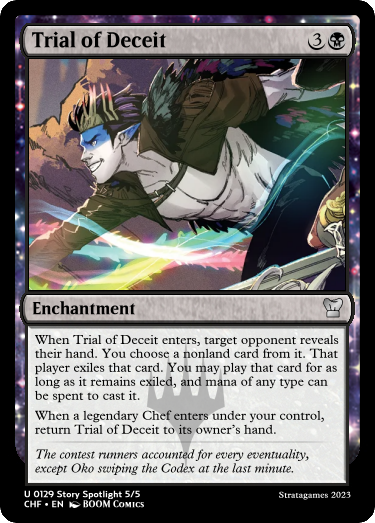 Trial of Deceit 3
Enchantment
When Trial of Deceit enters, target opponent reveals
their hand. You choose a nonland card from it. That
player exiles that card. You may play that card for as
long as it remains exiled, and mana of any type can
be spent to cast it.
When a legendary Chef enters under your control,
return Trial of Deceit to its owner's hand.
The contest runners accounted for every eventuality,
except Oko swiping the Codex at the last minute.
U 0129 Story Spotlight 5/5
CHF • EN BOOM Comics
Stratagames 2023